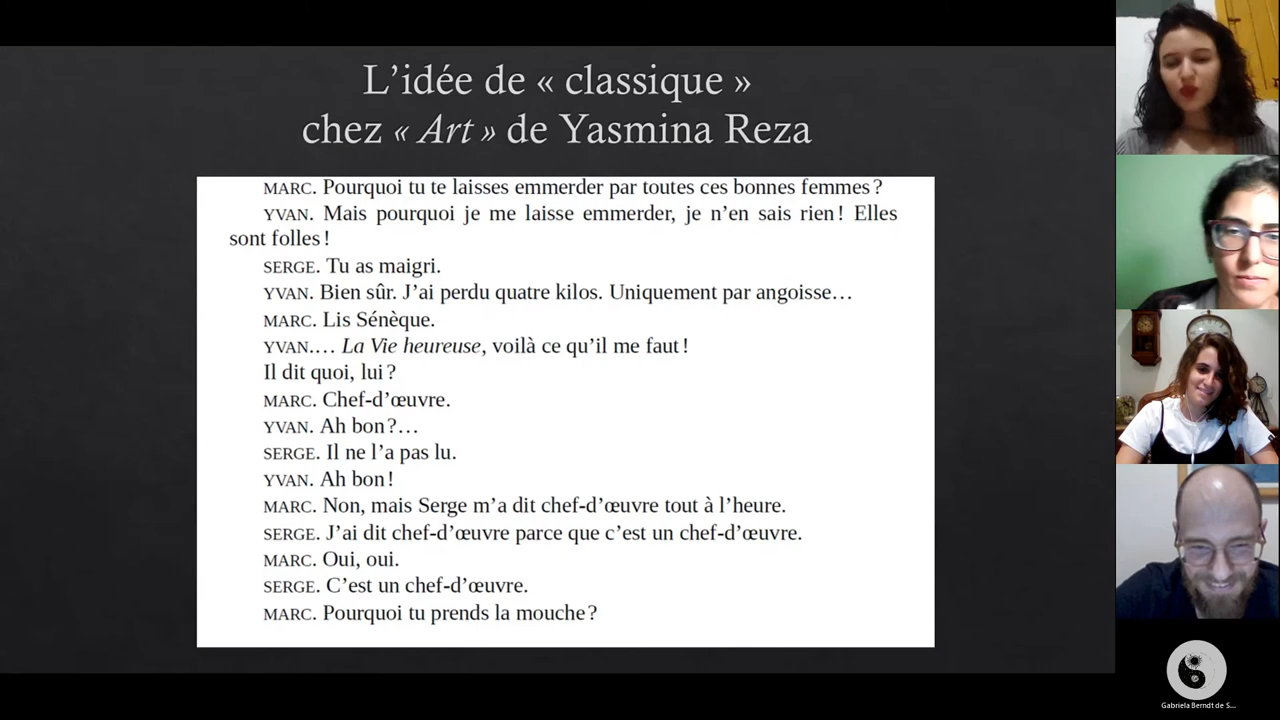 L’idée de « classique »
chez « Art » de Yasmina Reza
MARC. Pourquoi tu te laisses emmerder par toutes ces bonnes femmes ?
YVAN. Mais pourquoi je me laisse emmerder, je n’en sais rien ! Elles
sont folles !
SERGE. Tu as maigri.
YVAN. Bien sûr. J’ai perdu quatre kilos. Uniquement par angoisse…
MARC. Lis Sénèque.
YVAN.… La Vie heureuse, voilà ce qu’il me faut !
Il dit quoi, lui ?
MARC. Chef-d’œuvre.
YVAN. Ah bon ?…
SERGE. Il ne l’a pas lu.
YVAN. Ah bon !
MARC. Non, mais Serge m’a dit chef-d’œuvre tout à l’heure.
SERGE. J’ai dit chef-d’œuvre parce que c’est un chef-d’œuvre.
MARC. Oui, oui.
SERGE. C’est un chef-d’œuvre.
MARC. Pourquoi tu prends la mouche ?
Gabriela Berndt de S...